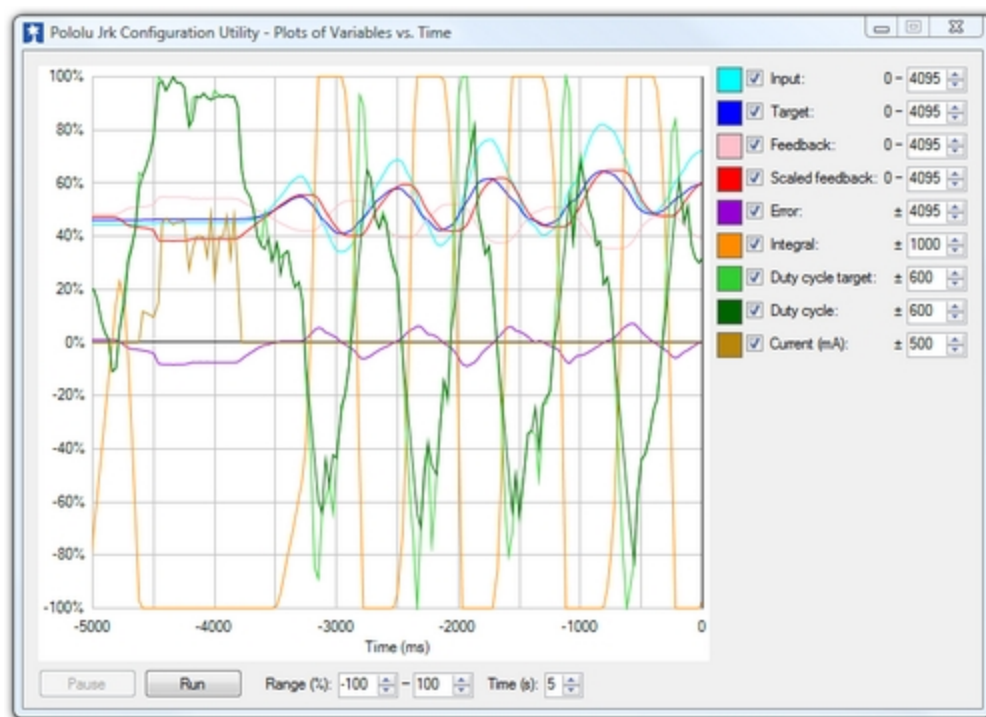 Pololu Jrk Configuration Utility - Plots of Variables vs. Time
100%
80%
60%
40%
20%
0%
-20%
-40%
-60%
-80%
-100%
-5000 -4000 -3000 -2000 -1000 0
Time (ms)
Input: 0 – 4095
Target: 0 – 4095
Feedback: 0 – 4095
Scaled feedback: 0 – 4095
Error: ± 4095
Integral: ± 1000
Duty cycle target: ± 600
Duty cycle: ± 600
Current (mA): ± 500
Pause Run Range (%): -100 – 100 Time (s): 5